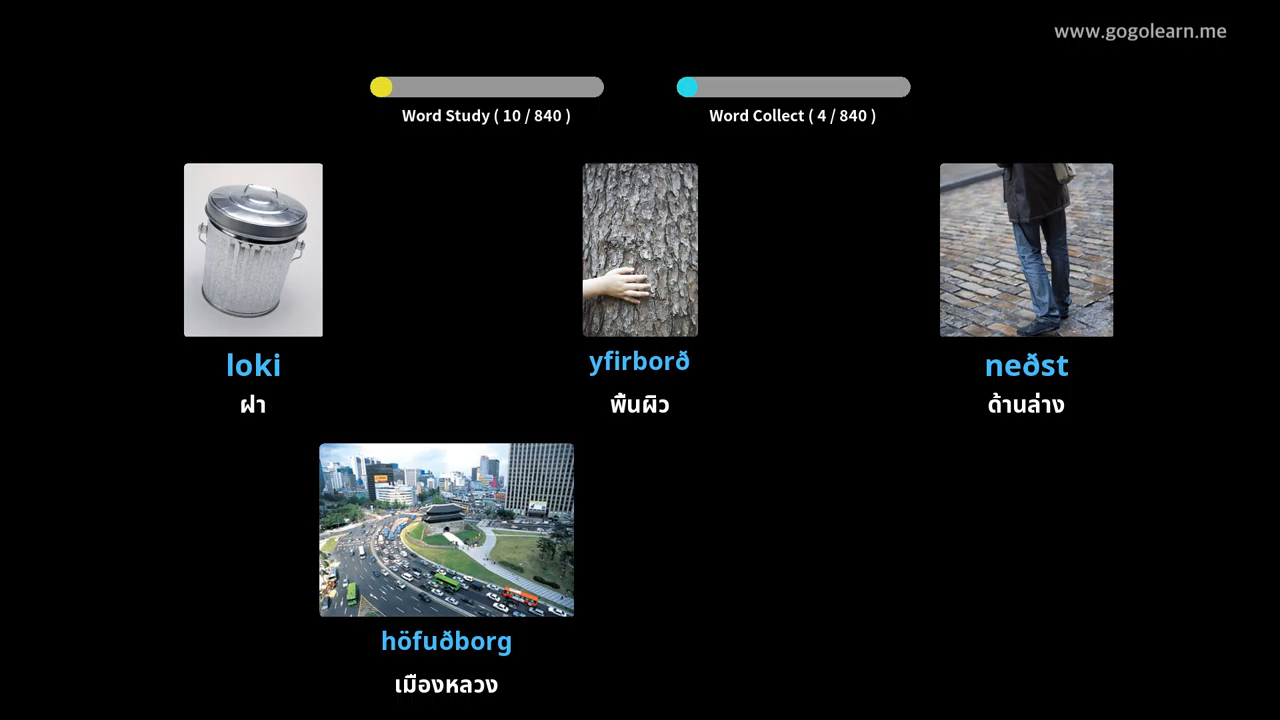 www.gogolearn.me
Word Study ( 10 / 840 )
Word Collect ( 4 / 840 )
loki
yfirborð
neðst
ฝา
พื้นผิว
ด้านล่าง
höfuðborg
เมืองหลวง